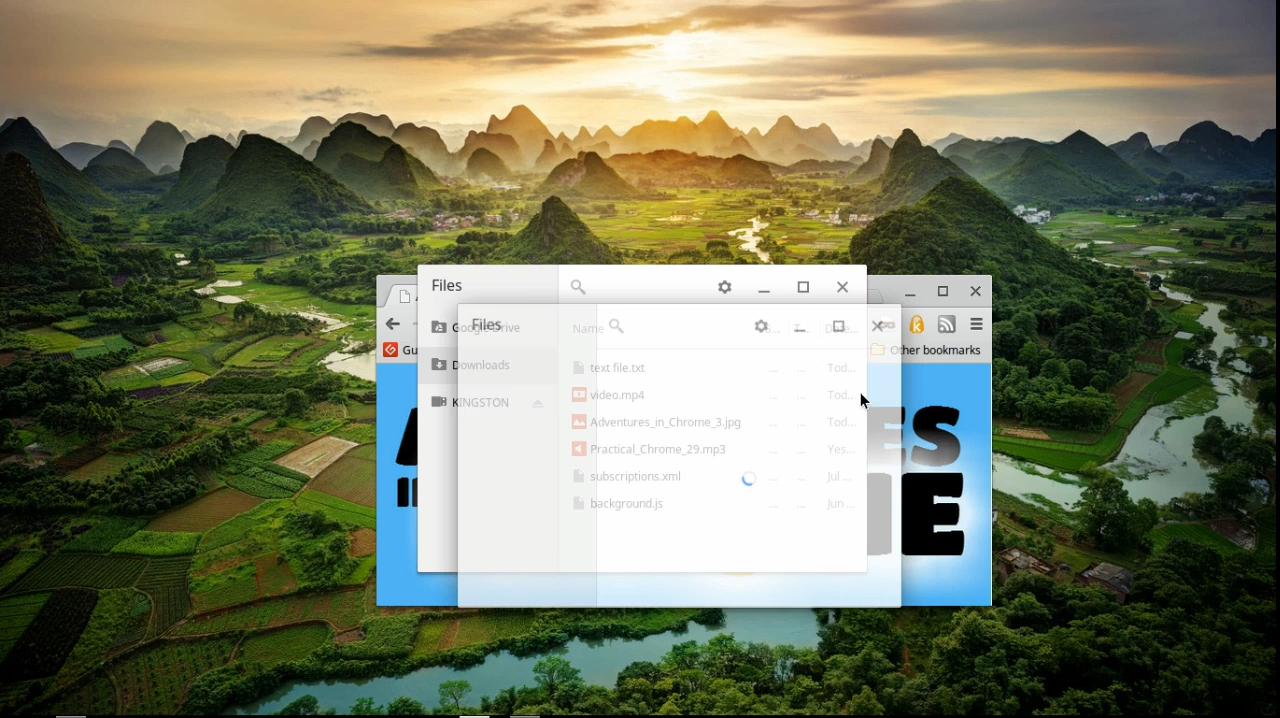 Files
Files
Google Drive
Name
Gu
Other bookmarks
Downloads
text file.txt
... ... Tod...
video.mp4
... ... Tod...
KINGSTON
Adventures_in_Chrome_3.jpg
... ... Tod...
Practical_Chrome_29.mp3
... ... Yes...
subscriptions.xml
... ... Jul ...
background.js
... ... Jun ...
ES
E